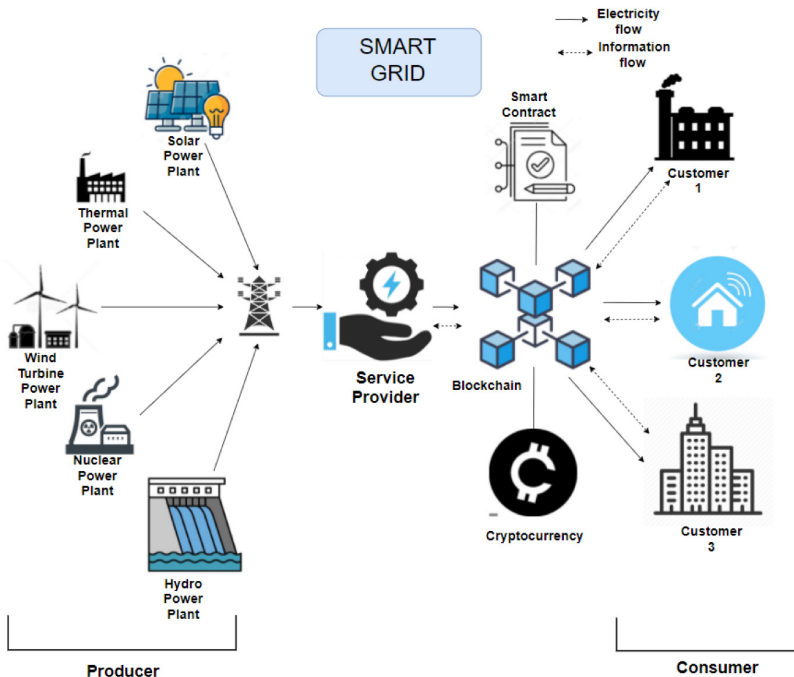 SMART
GRID
Electricity
flow
Information
flow
Solar
Power
Plant
Smart
Contract
Customer
1
Thermal
Power
Plant
Wind
Turbine
Power
Plant
Service
Provider
Blockchain
Customer
2
Nuclear
Power
Plant
Cryptocurrency
Customer
3
Hydro
Power
Plant
Producer
Consumer